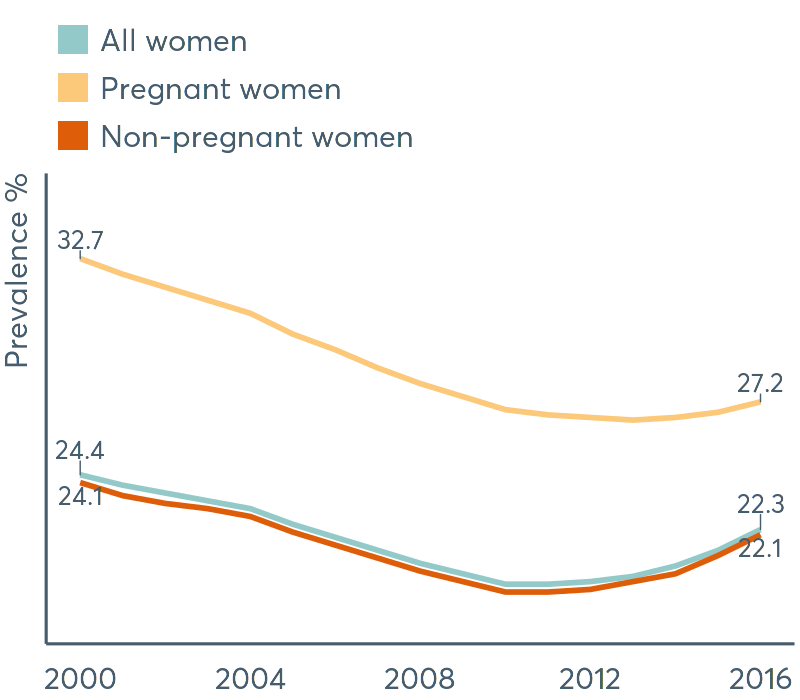 All women
Pregnant women
Non-pregnant women
Prevalence %
32.7
27.2
24.4
24.1
22.3
22.1
2000 2004 2008 2012 2016